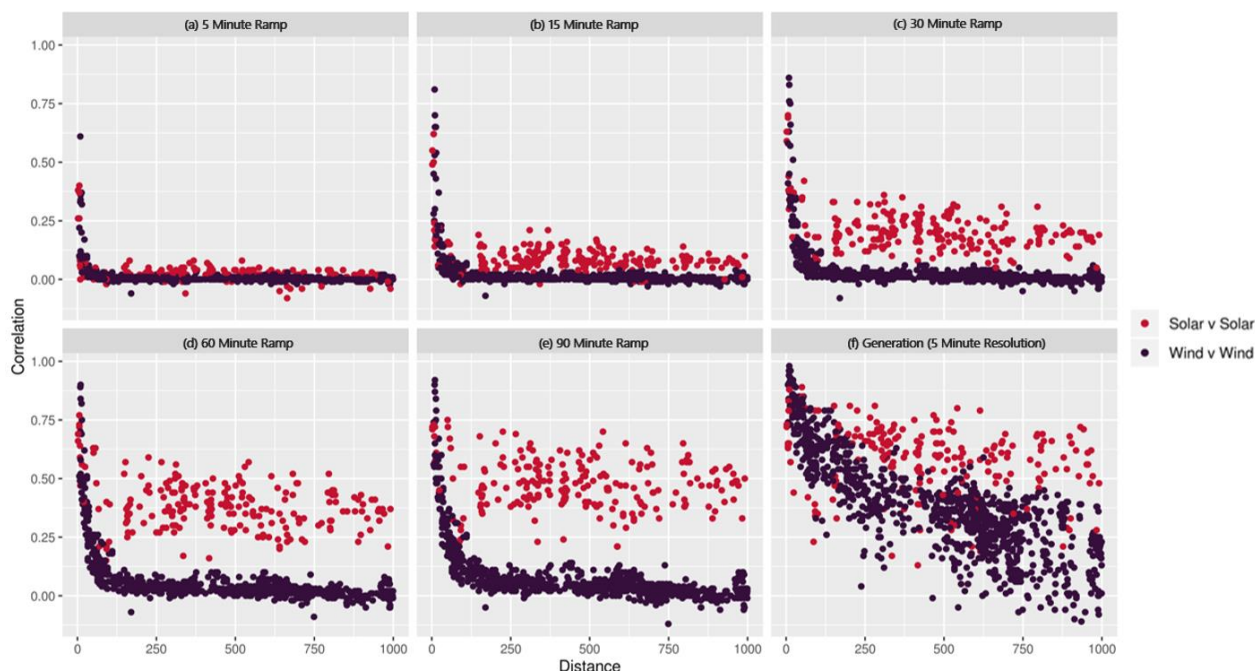 (a) 5 Minute Ramp
(b) 15 Minute Ramp
(c) 30 Minute Ramp
1.00
0.75
0.50
0.25
0.00
(d) 60 Minute Ramp
(e) 90 Minute Ramp
(f) Generation (5 Minute Resolution)
1.00
0.75
0.50
0.25
0.00
Correlation
0 250 500 750 1000
0 250 500 750 1000
0 250 500 750 1000
Distance
Solar v Solar
Wind v Wind